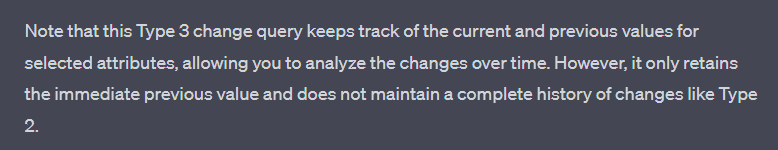 Note that this Type 3 change query keeps track of the current and previous values for
selected attributes, allowing you to analyze the changes over time. However, it only retains
the immediate previous value and does not maintain a complete history of changes like Type
2.